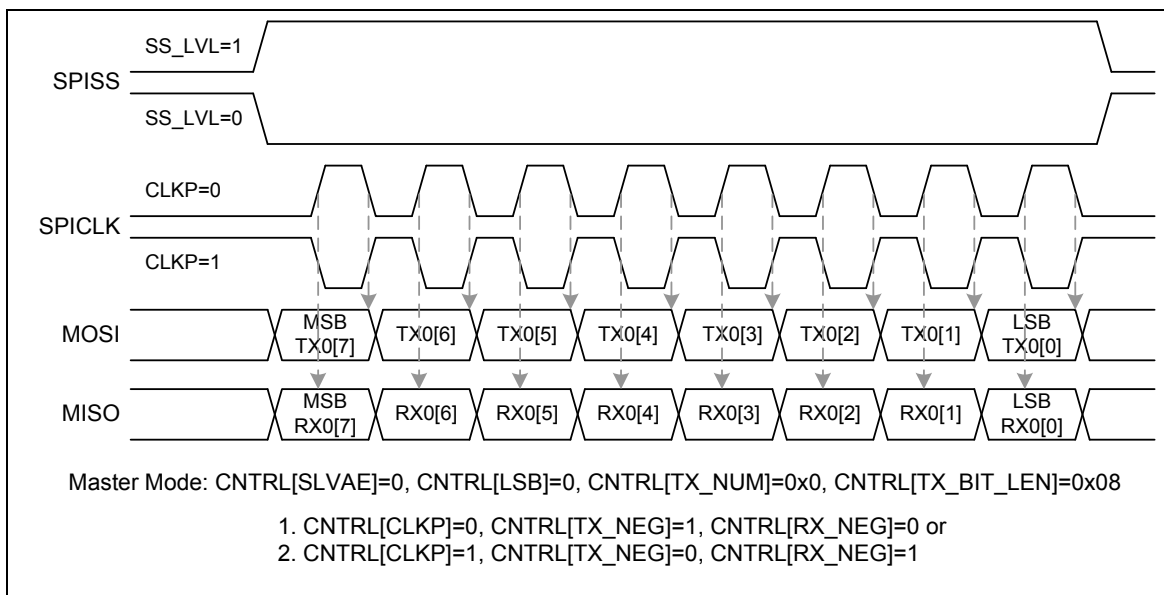 SS_LVL=1
SPISS
SS_LVL=0
CLKP=0
SPICLK
CLKP=1
MOSI
MSB
TX0[7]
TX0[6]
TX0[5]
TX0[4]
TX0[3]
TX0[2]
TX0[1]
LSB
TX0[0]
MISO
MSB
RX0[7]
RX0[6]
RX0[5]
RX0[4]
RX0[3]
RX0[2]
RX0[1]
LSB
RX0[0]
Master Mode: CNTRL[SLVAE]=0, CNTRL[LSB]=0, CNTRL[TX_NUM]=0x0, CNTRL[TX_BIT_LEN]=0x08
1. CNTRL[CLKP]=0, CNTRL[TX_NEG]=1, CNTRL[RX_NEG]=0 or
2. CNTRL[CLKP]=1, CNTRL[TX_NEG]=0, CNTRL[RX_NEG]=1